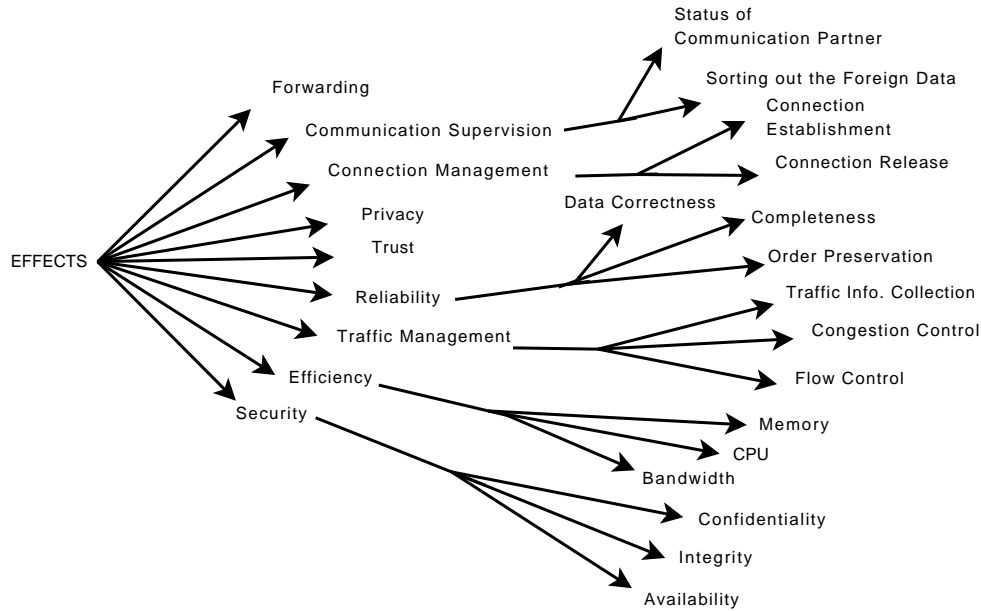 Status of
Communication Partner
Sorting out the Foreign Data
Forwarding
Communication Supervision
Connection
Establishment
Connection Management
Connection Release
Privacy
Data Correctness
Completeness
Trust
EFFECTS
Order Preservation
Reliability
Traffic Info. Collection
Traffic Management
Congestion Control
Efficiency
Flow Control
Security
Memory
CPU
Bandwidth
Confidentiality
Integrity
Availability